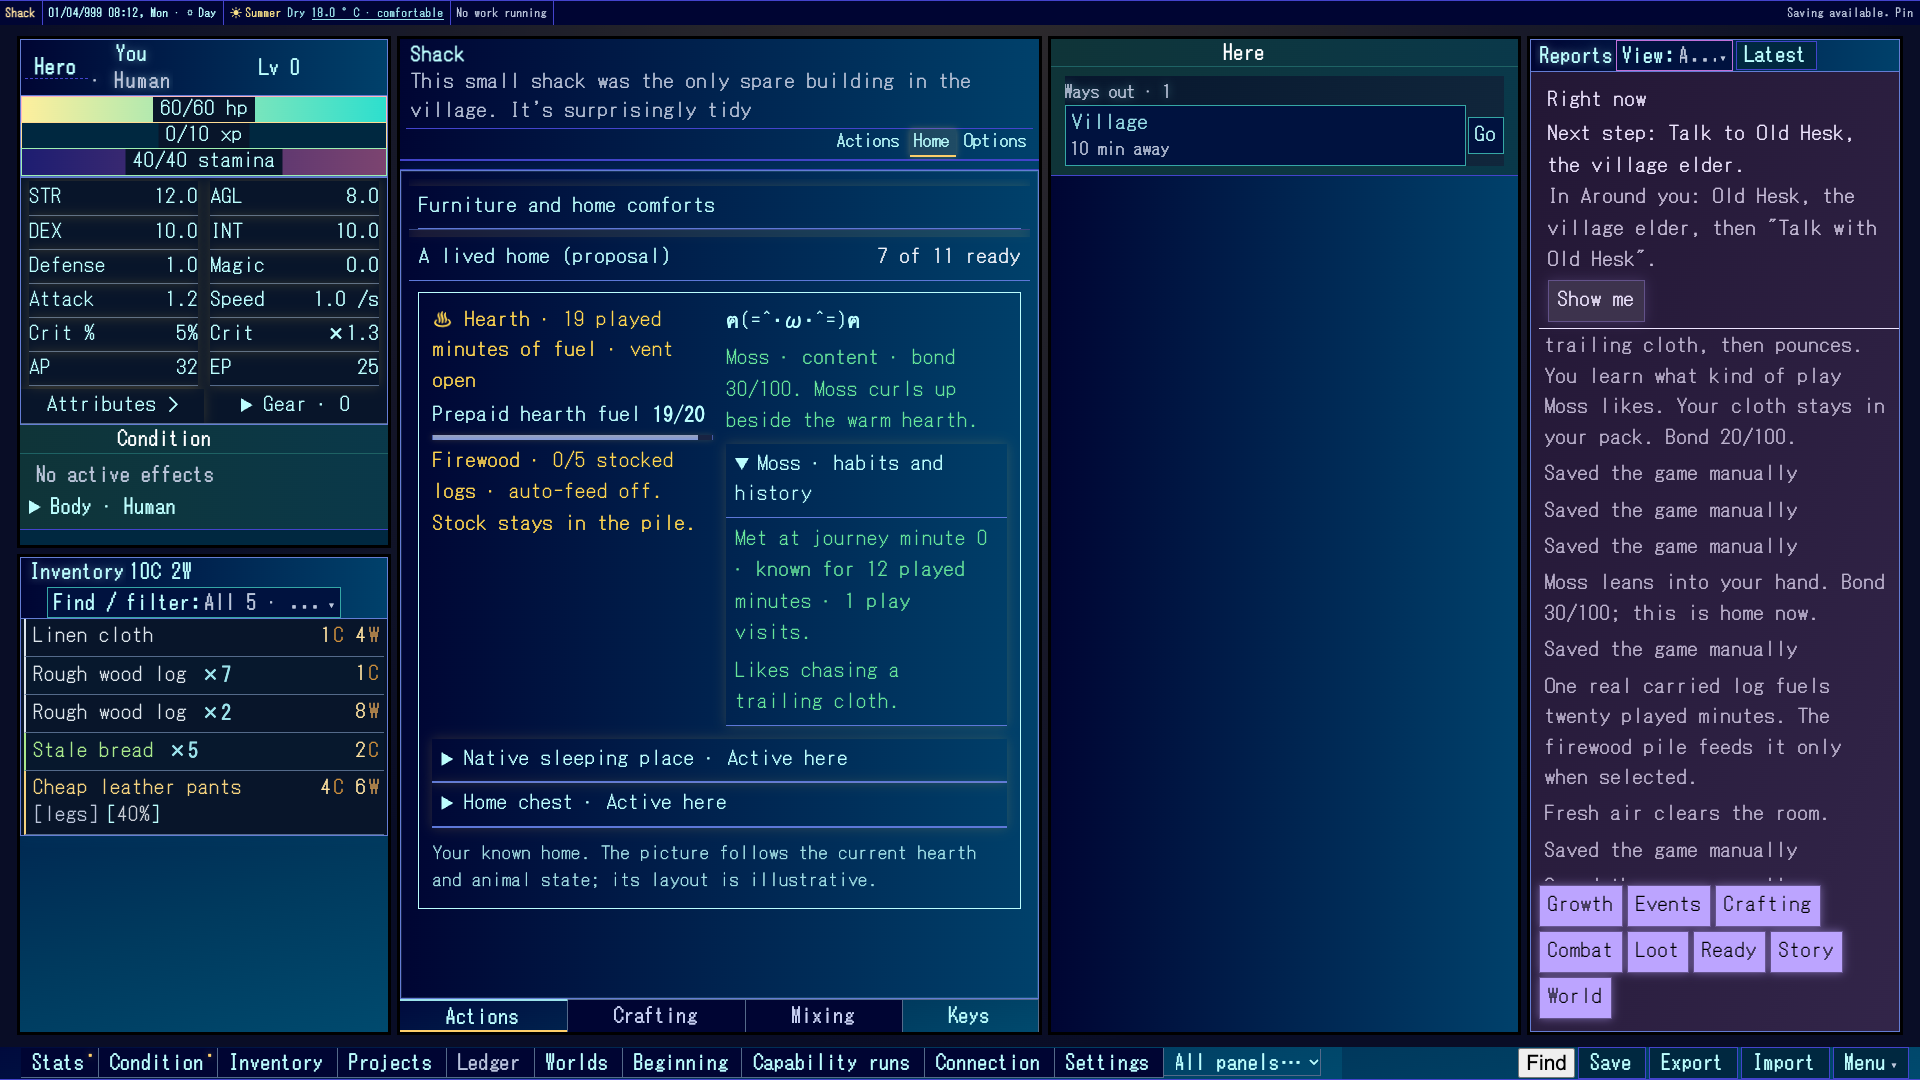 Shack
01/04/999 08:12, Mon · ☼ Day
☀ Summer Dry 18.0 ° C · comfortable
No work running
Saving available. Pin
Hero · You Human Lv 0
60/60 hp
0/10 xp
40/40 stamina
STR 12.0 AGL 8.0
DEX 10.0 INT 10.0
Defense 1.0 Magic 0.0
Attack 1.2 Speed 1.0 /s
Crit % 5% Crit ×1.3
AP 32 EP 25
Attributes > ▶ Gear · 0
Condition
No active effects
▶ Body · Human
Inventory 10C 2W
Find / filter: All 5 · ... ▾
Linen cloth 1C 4W
Rough wood log ×7 1C
Rough wood log ×2 8W
Stale bread ×5 2C
Cheap leather pants 4C 6W
[legs] [40%]
Shack
This small shack was the only spare building in the
village. It's surprisingly tidy
Actions Home Options
Furniture and home comforts
A lived home (proposal) 7 of 11 ready
♨ Hearth · 19 played
minutes of fuel · vent
open
Prepaid hearth fuel 19/20
Firewood · 0/5 stocked
logs · auto-feed off.
Stock stays in the pile.
ฅ(=^･ω･^=)ฅ
Moss · content · bond
30/100. Moss curls up
beside the warm hearth.
▼ Moss · habits and
history
Met at journey minute 0
· known for 12 played
minutes · 1 play
visits.
Likes chasing a
trailing cloth.
▶ Native sleeping place · Active here
▶ Home chest · Active here
Your known home. The picture follows the current hearth
and animal state; its layout is illustrative.
Actions Crafting Mixing Keys
Here
Ways out · 1
Village
10 min away
Go
Reports View: A... ▾ Latest
Right now
Next step: Talk to Old Hesk,
the village elder.
In Around you: Old Hesk, the
village elder, then "Talk with
Old Hesk".
Show me
trailing cloth, then pounces.
You learn what kind of play
Moss likes. Your cloth stays in
your pack. Bond 20/100.
Saved the game manually
Saved the game manually
Saved the game manually
Moss leans into your hand. Bond
30/100; this is home now.
Saved the game manually
One real carried log fuels
twenty played minutes. The
firewood pile feeds it only
when selected.
Fresh air clears the room.
Saved the game manually
Growth Events Crafting
Combat Loot Ready Story
World
Stats Condition Inventory Projects Ledger Worlds Beginning Capability runs Connection Settings All panels… Find Save Export Import Menu ▾